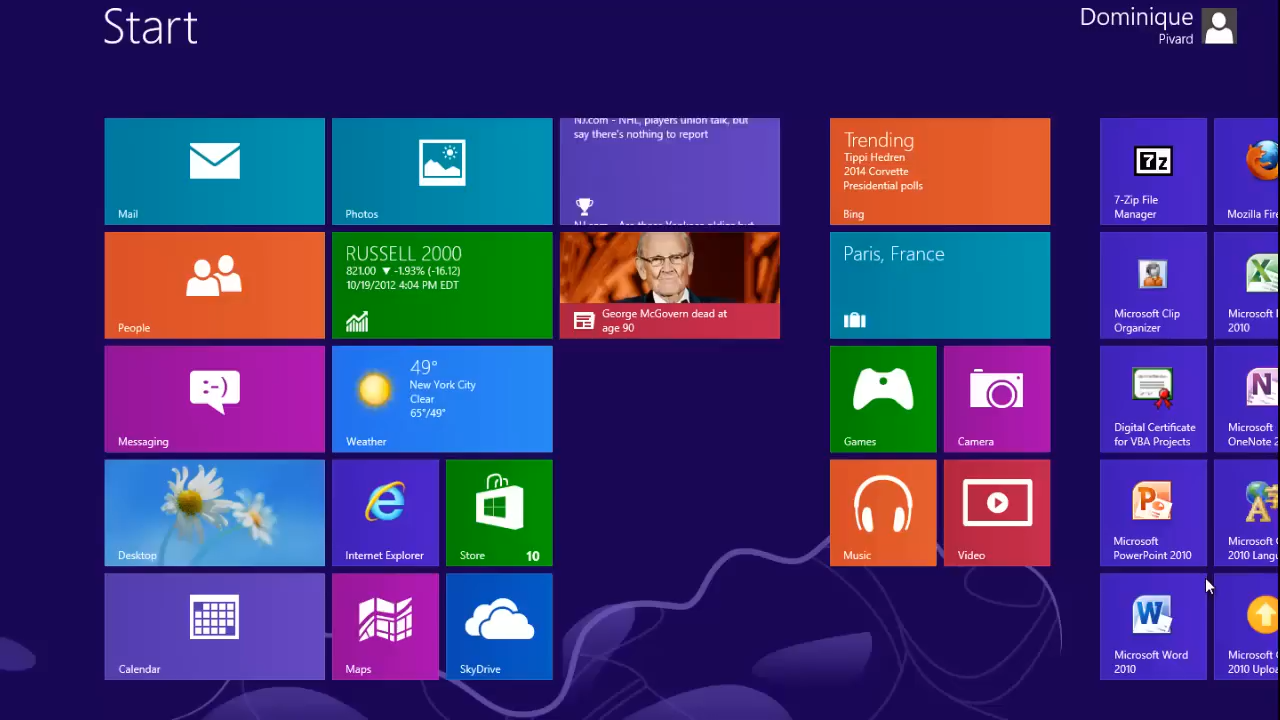 Start
Dominique
Pivard
Mail
Photos
NJ.com - NHL, players union talk, but
say there's nothing to report
Trending
Tippi Hedren
2014 Corvette
Presidential polls
Bing
7z
7-Zip File
Manager
Mozilla Fire
People
RUSSELL 2000
821.00 ▼ -1.93% (-16.12)
10/19/2012 4:04 PM EDT
George McGovern dead at
age 90
Paris, France
Microsoft Clip
Organizer
Microsoft
2010
Messaging
49°
New York City
Clear
65°/49°
Weather
Games
Camera
Digital Certificate
for VBA Projects
Microsoft
OneNote 2
Desktop
Internet Explorer
Store
10
Music
Video
Microsoft
PowerPoint 2010
Microsoft
2010 Langu
Calendar
Maps
SkyDrive
Microsoft Word
2010
Microsoft
2010 Uploa